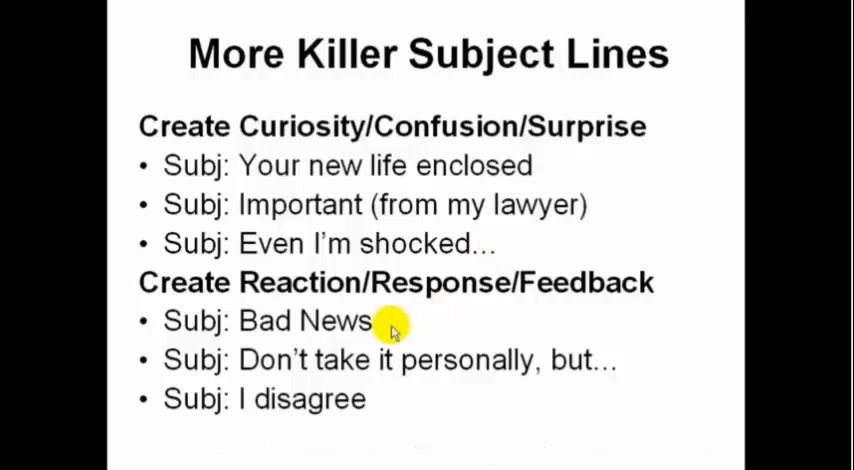 More Killer Subject Lines
Create Curiosity/Confusion/Surprise
• Subj: Your new life enclosed
• Subj: Important (from my lawyer)
• Subj: Even I'm shocked...
Create Reaction/Response/Feedback
• Subj: Bad News
• Subj: Don't take it personally, but...
• Subj: I disagree